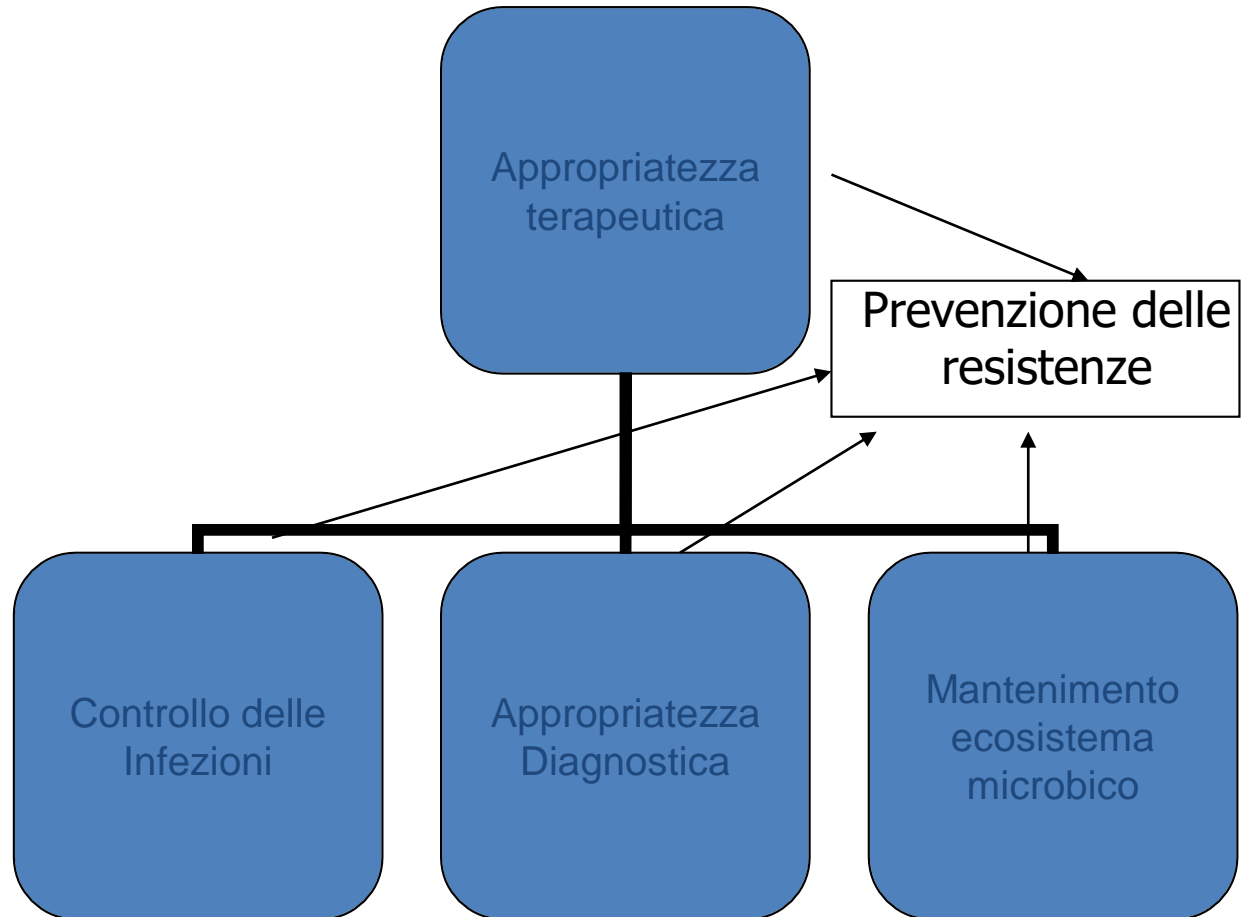 Appropriatezza
terapeutica
Prevenzione delle
resistenze
Controllo delle
Infezioni
Appropriatezza
Diagnostica
Mantenimento
ecosistema
microbico